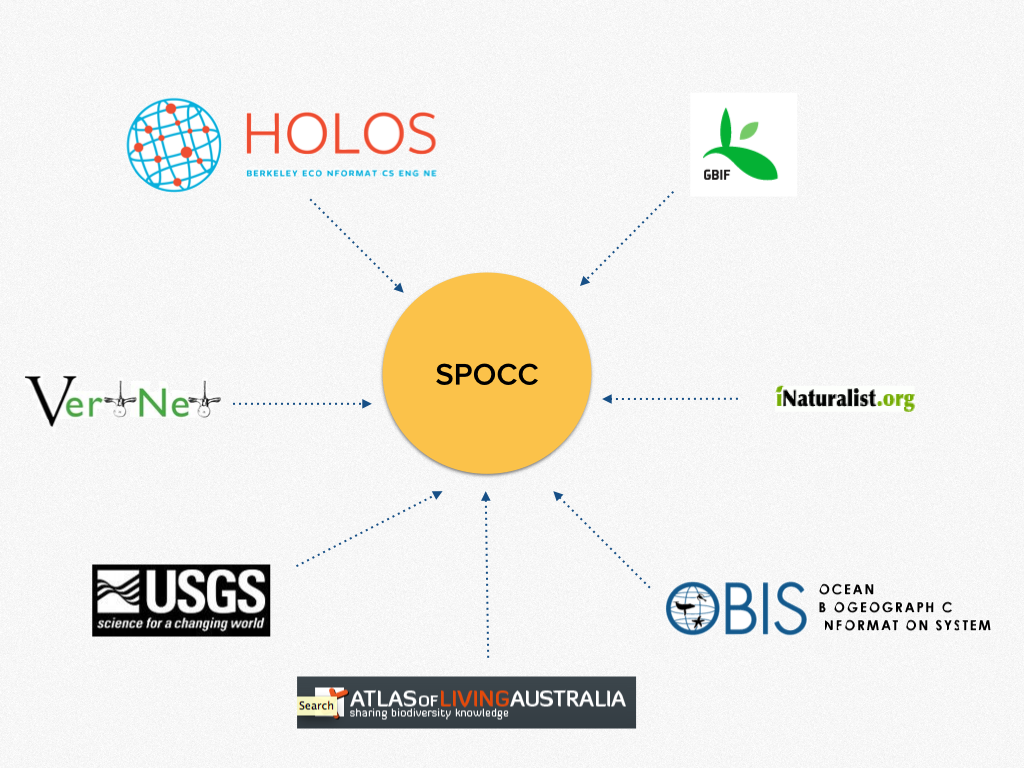 HOLOS
BERKELEY ECO NFORMAT CS ENG NE
GBIF
SPOCC
VertNet
iNaturalist.org
USGS
science for a changing world
OBIS
OCEAN
B OGEOGRAPH C
NFORMAT ON SYSTEM
Search
ATLAS OF LIVING AUSTRALIA
sharing biodiversity knowledge